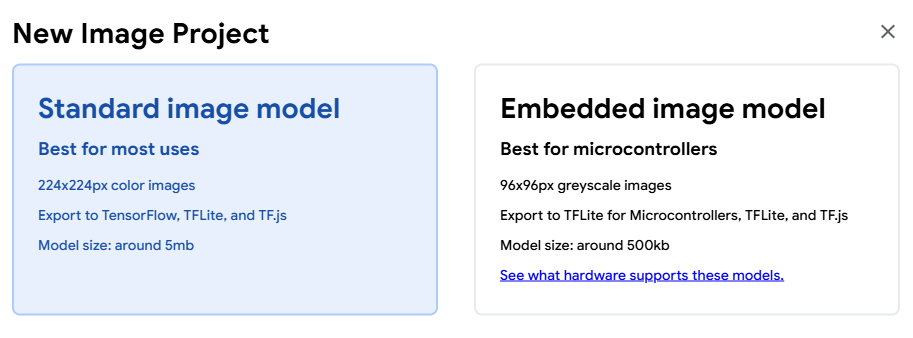 New Image Project
Standard image model
Best for most uses
224x224px color images
Export to TensorFlow, TFLite, and TF.js
Model size: around 5mb
Embedded image model
Best for microcontrollers
96x96px greyscale images
Export to TFLite for Microcontrollers, TFLite, and TF.js
Model size: around 500kb
See what hardware supports these models.